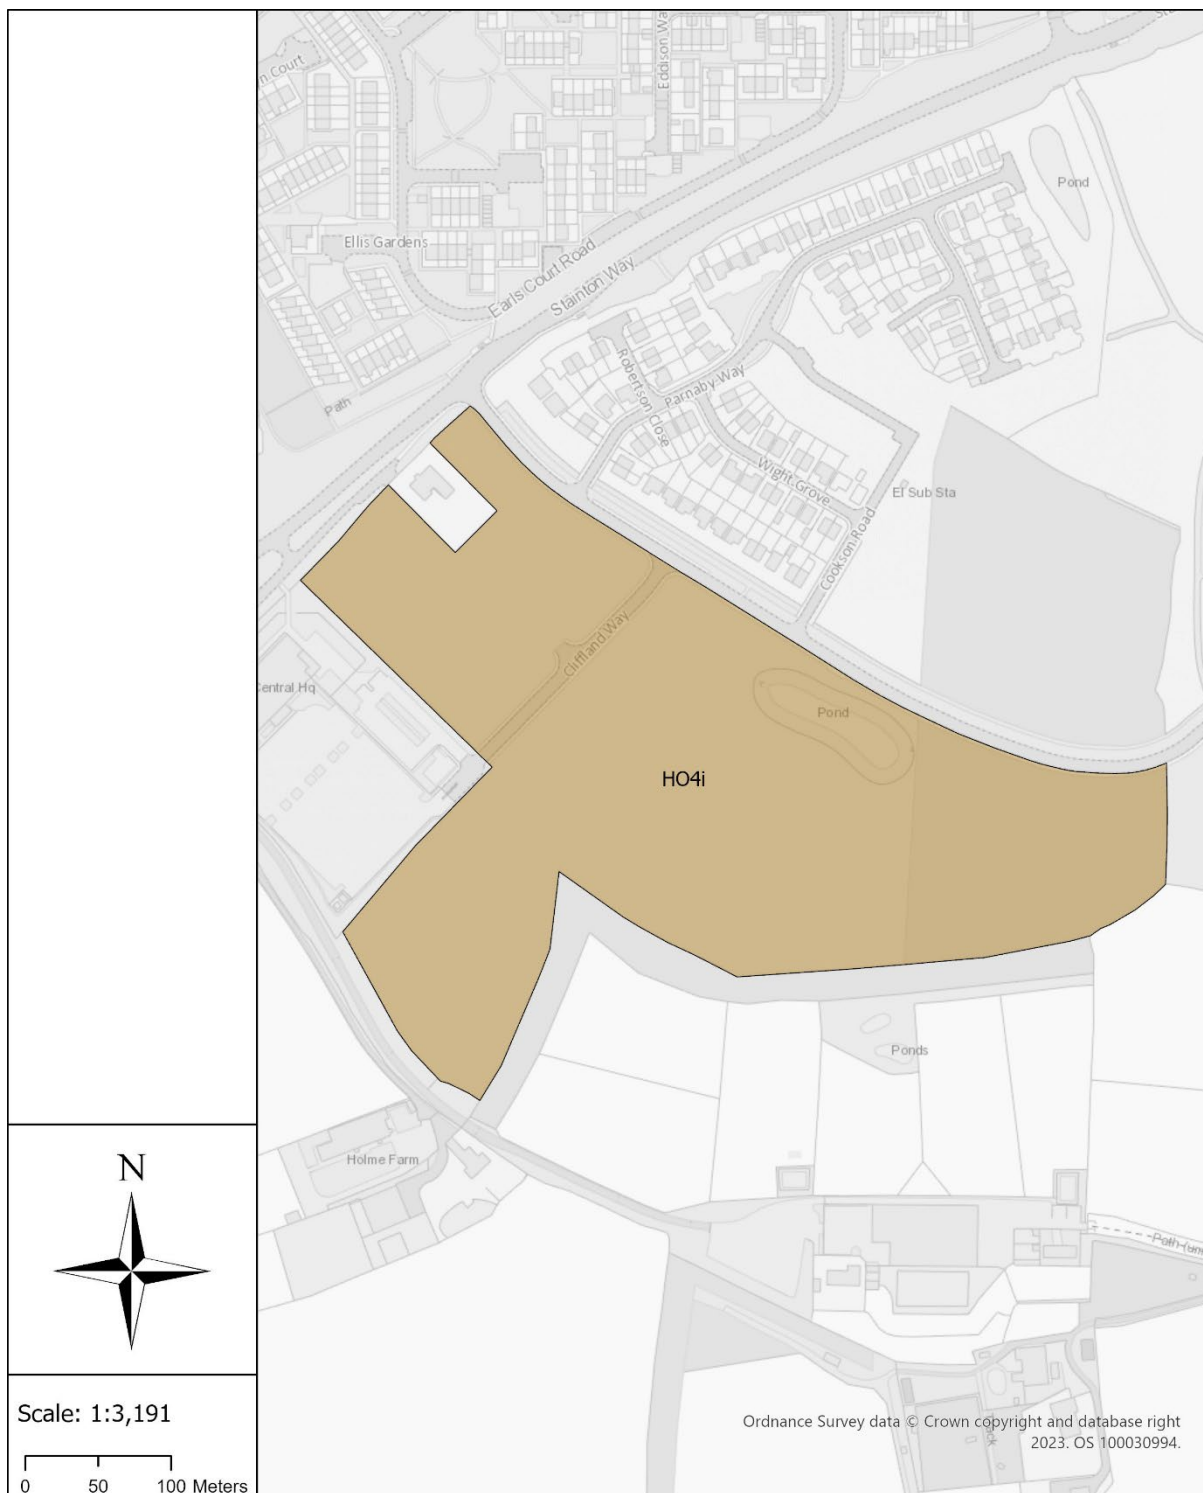 Eddison Wa
n Court
Pond
Ellis Gardens
Earls Court Road
Stainton Way
Robertson Close
Parnaby Way
Path
Wight Grove
El Sub Sta
Cookson Road
Cliffland Way
Central Hq
Pond
HO4i
Ponds
N
Holme Farm
Path (un
Scale: 1:3,191
Ordnance Survey data © Crown copyright and database right
2023. OS 100030994.
Track
0 50 100 Meters